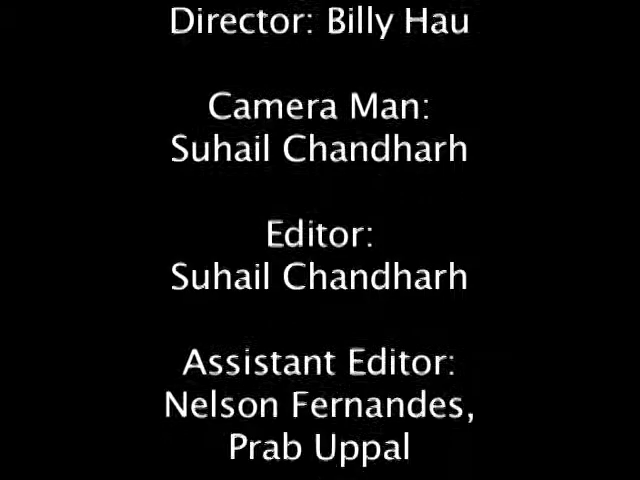 Director: Billy Hau
Camera Man:
Suhail Chandharh
Editor:
Suhail Chandharh
Assistant Editor:
Nelson Fernandes,
Prab Uppal